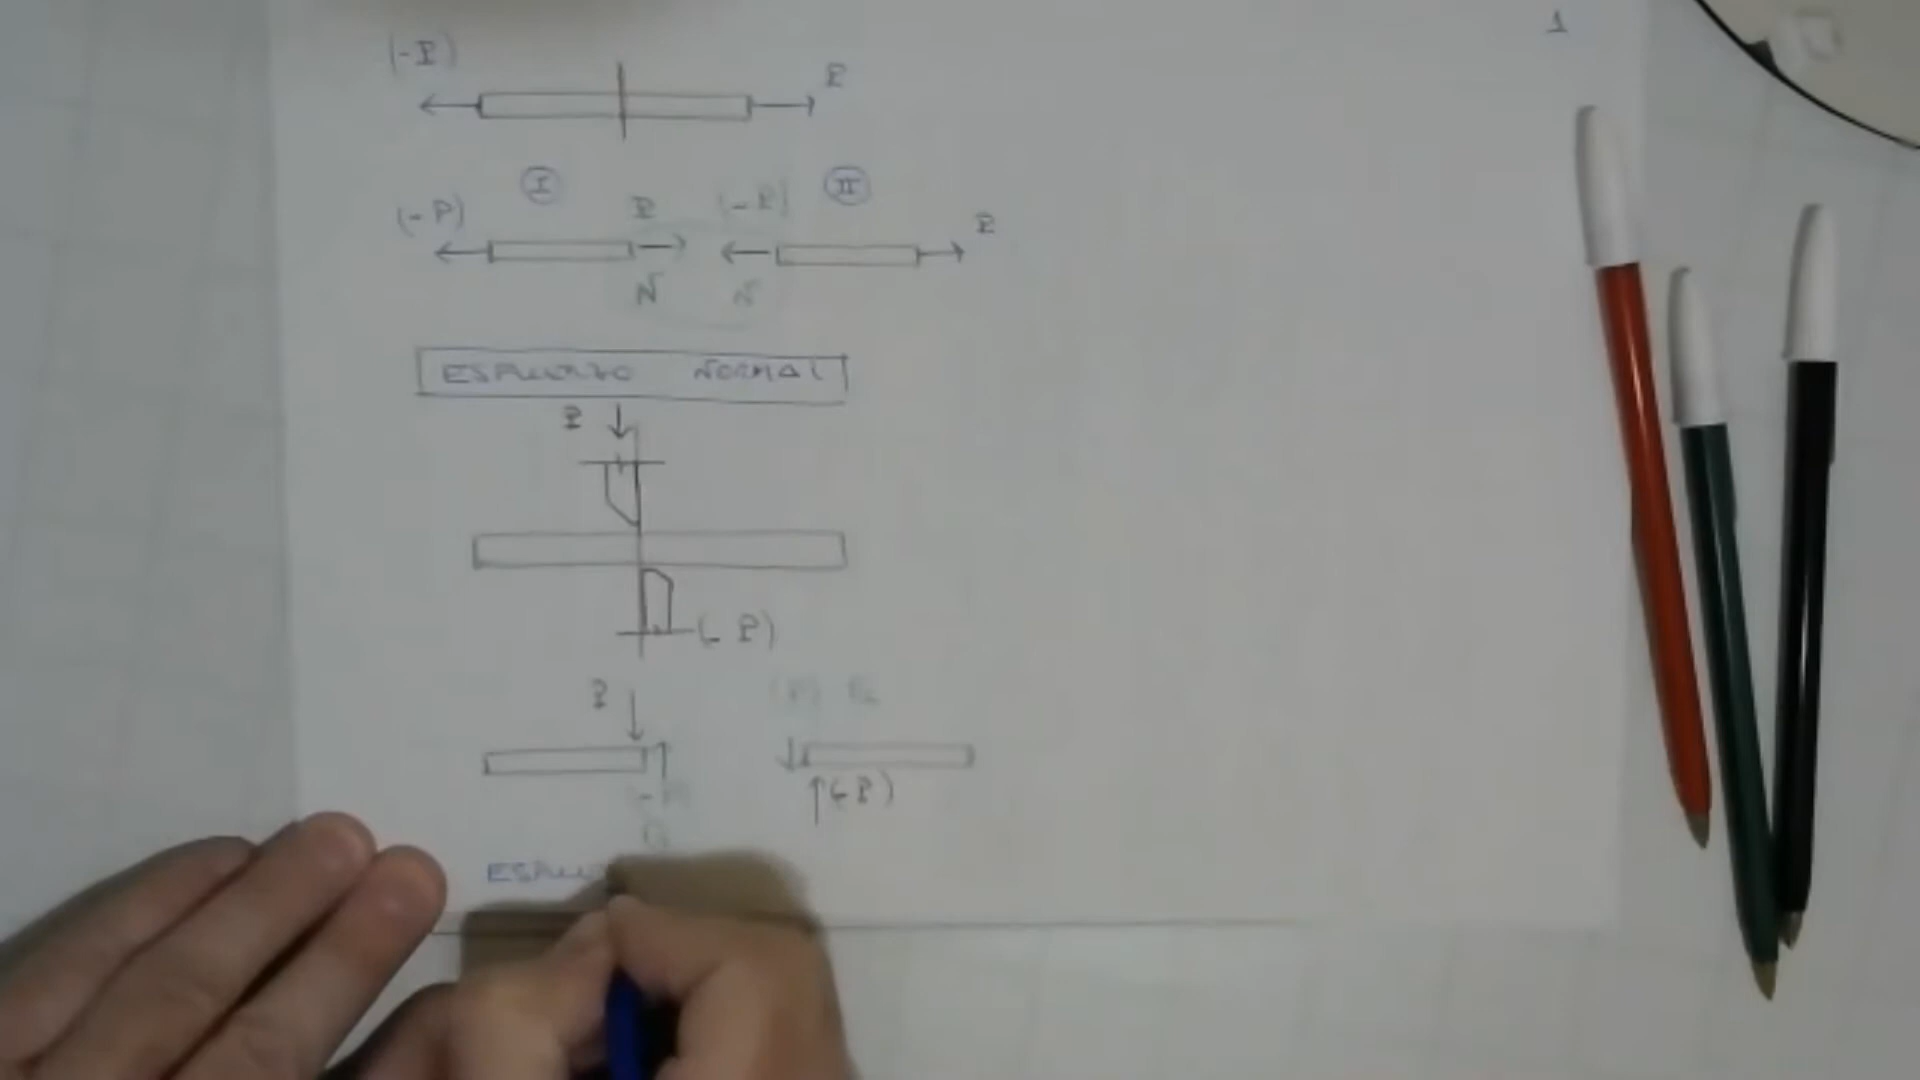 1
(-P) P
I II
(-P) P (-P) P
N N
ESFUERZO NORMAL
P
(-P)
P
(-P)